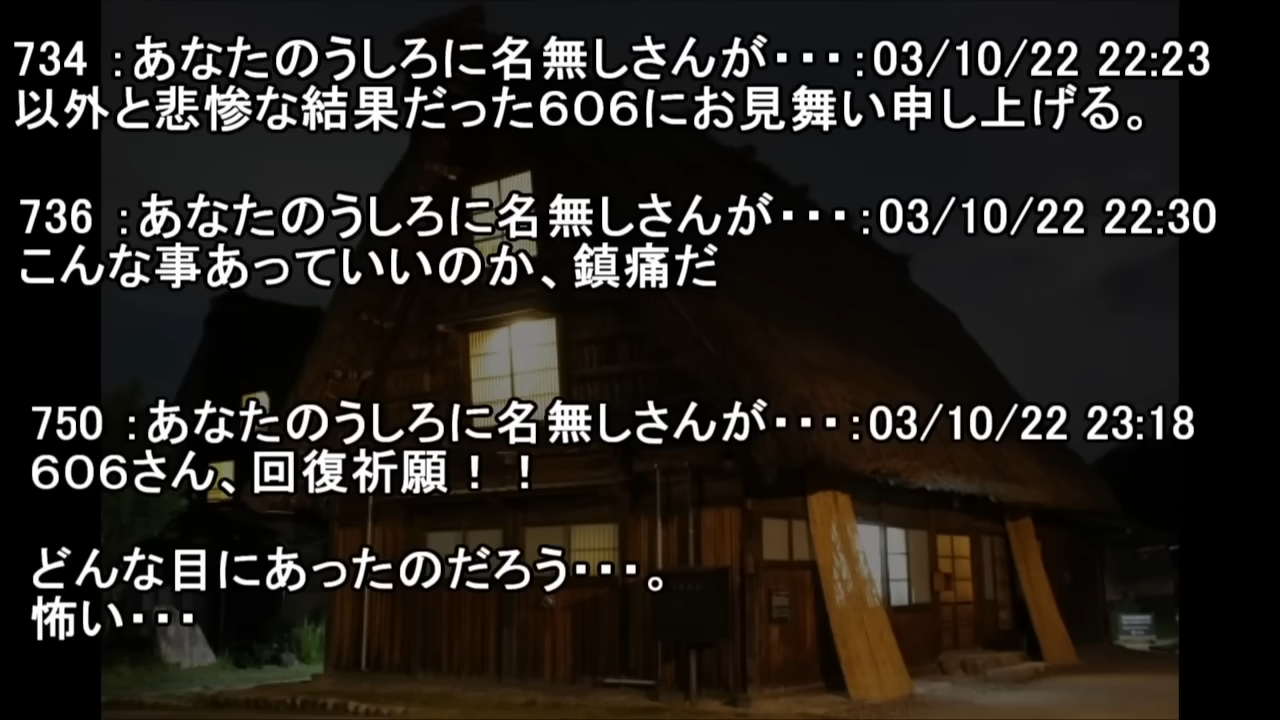 734 :あなたのうしろに名無しさんが・・・:03/10/22 22:23
以外と悲惨な結果だった606にお見舞い申し上げる。
736 :あなたのうしろに名無しさんが・・・:03/10/22 22:30
こんな事あっていいのか、鎮痛だ
750 :あなたのうしろに名無しさんが・・・:03/10/22 23:18
606さん、回復祈願！！
どんな目にあったのだろう・・・。
怖い・・・